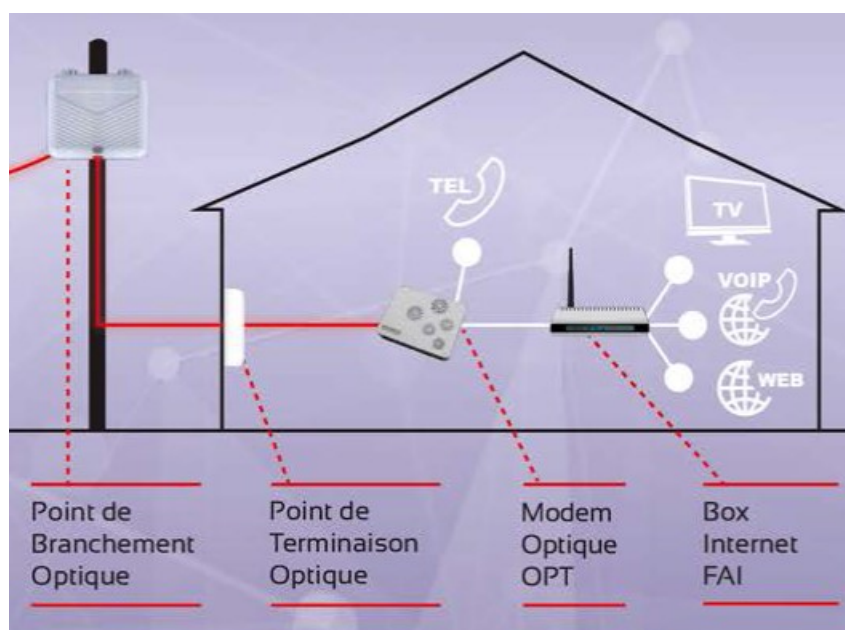 TEL
TV
VOIP
WEB
Point de
Branchement
Optique
Point de
Terminaison
Optique
Modem
Optique
OPT
Box
Internet
FAI